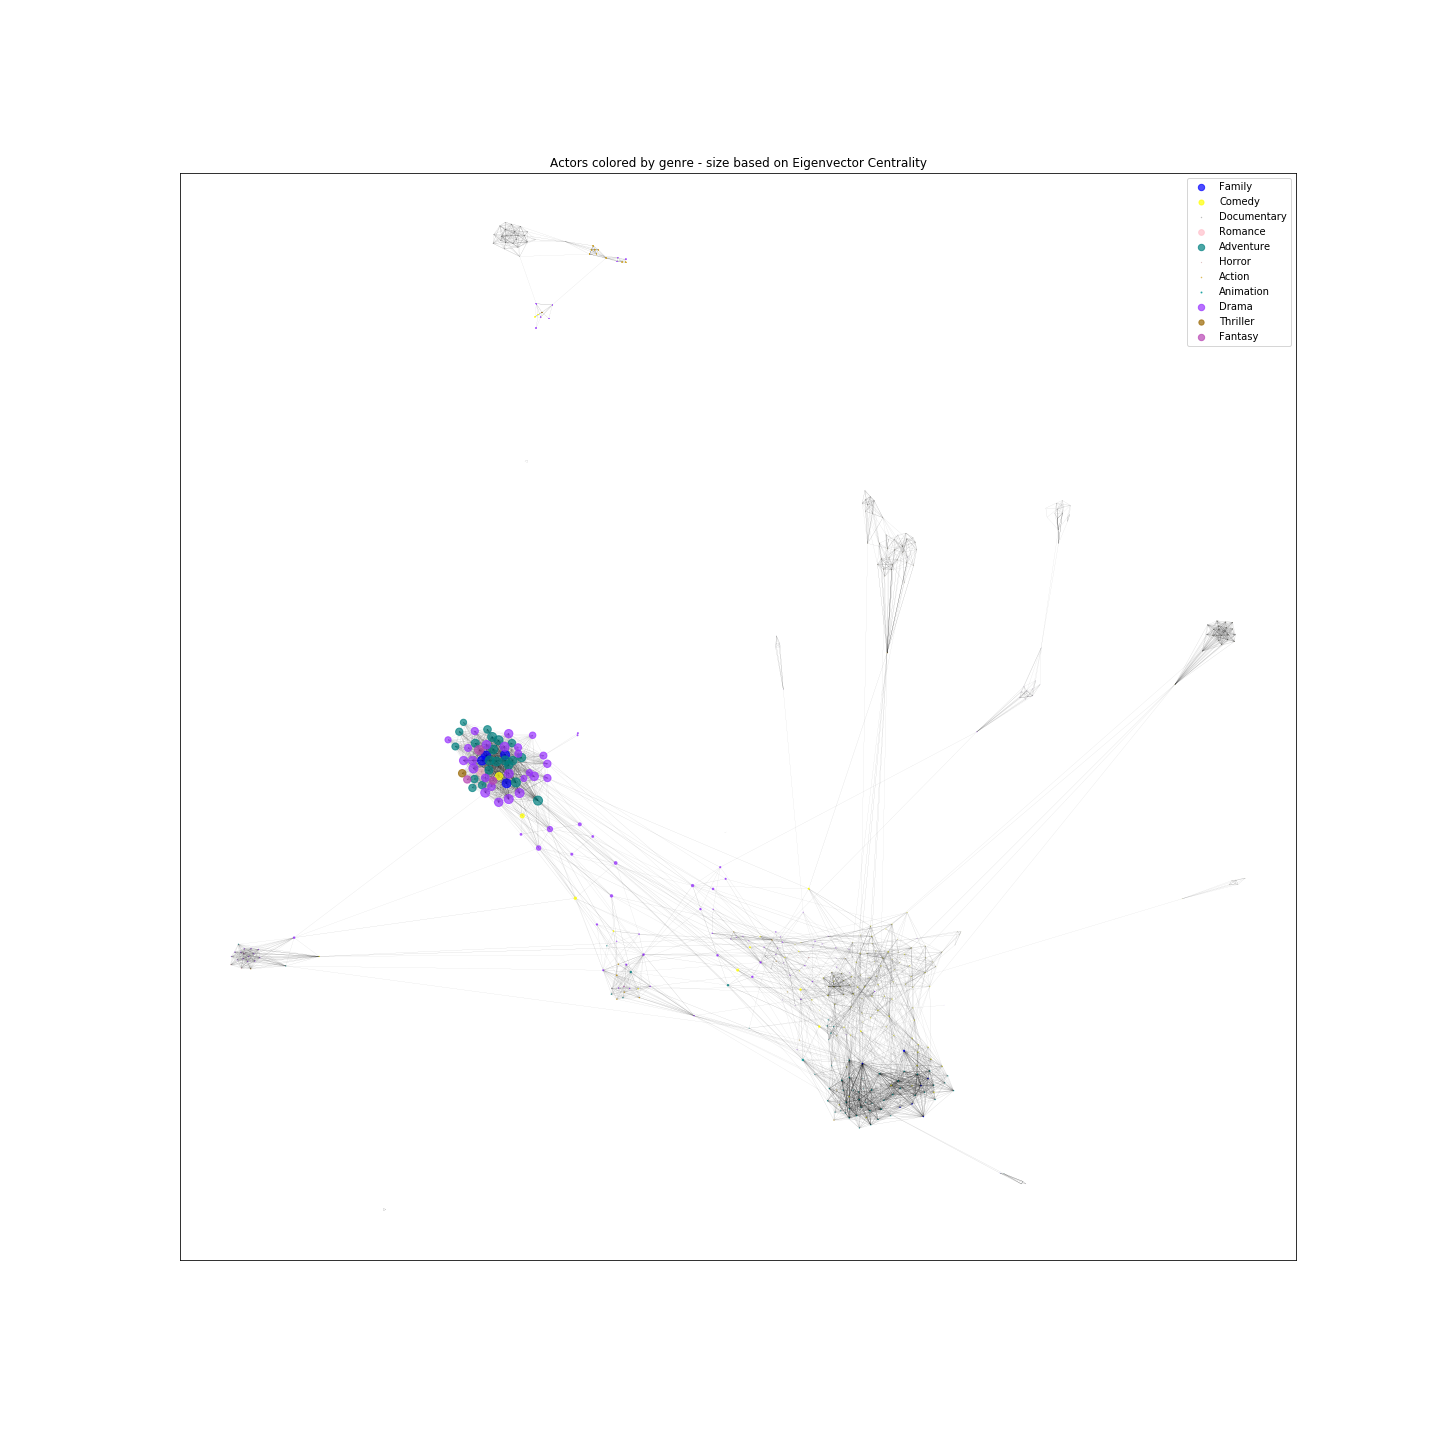 Actors colored by genre - size based on Eigenvector Centrality
Family
Comedy
Documentary
Romance
Adventure
Horror
Action
Animation
Drama
Thriller
Fantasy